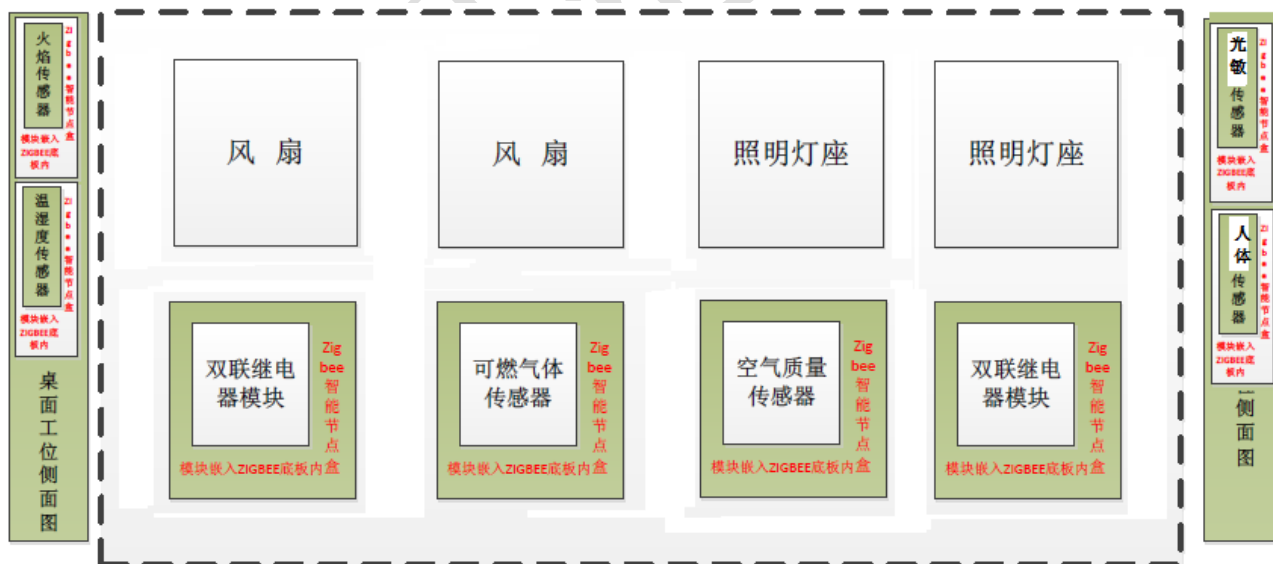 火焰传感器
Zigbee智能节点盒
模块嵌入
ZIGBEE底
板内
温湿度传感器
Zigbee智能节点盒
模块嵌入
ZIGBEE底
板内
桌面工位侧面图
风 扇
风 扇
照明灯座
照明灯座
双联继电
器模块
Zigbee智能节点盒
模块嵌入ZIGBEE底板内
可燃气体
传感器
Zigbee智能节点盒
模块嵌入ZIGBEE底板内
空气质量
传感器
Zigbee智能节点盒
模块嵌入ZIGBEE底板内
双联继电
器模块
Zigbee智能节点盒
模块嵌入ZIGBEE底板内
光敏传感器
Zigbee智能节点盒
模块嵌入
ZIGBEE底
板内
人体传感器
Zigbee智能节点盒
模块嵌入
ZIGBEE底
板内
侧面图